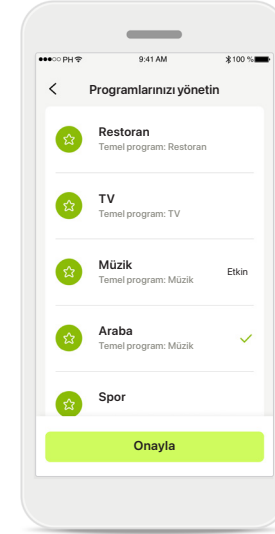 PH 9:41 AM 100 %
Programlarınızı yönetin
Restoran
Temel program: Restoran
TV
Temel program: TV
Müzik
Temel program: Müzik
Etkin
Araba
Temel program: Müzik
Spor
Onayla